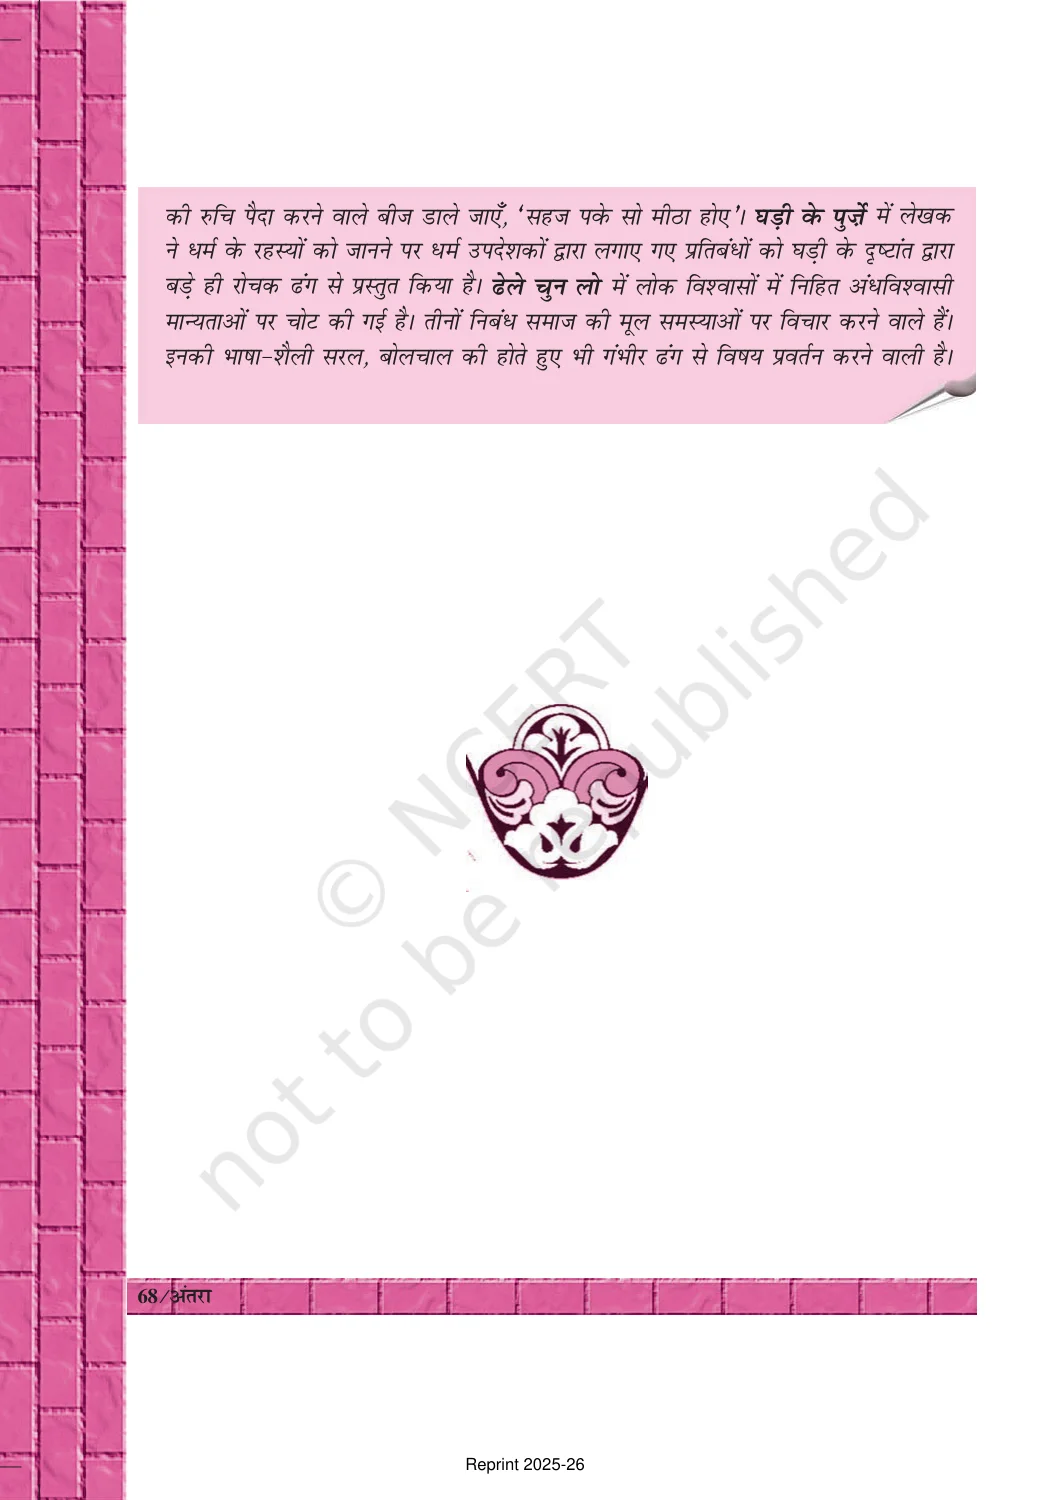 की रुचि पैदा करने वाले बीज डाले जाएँ, ‘सहज पके सो मीठा होए’। घड़ी के पुर्ज़े में लेखक
ने धर्म के रहस्यों को जानने पर धर्म उपदेशकों द्वारा लगाए गए प्रतिबंधों को घड़ी के दृष्टांत द्वारा
बड़े ही रोचक ढंग से प्रस्तुत किया है। ढेले चुन लो में लोक विश्वासों में निहित अंधविश्वासी
मान्यताओं पर चोट की गई है। तीनों निबंध समाज की मूल समस्याओं पर विचार करने वाले हैं।
इनकी भाषा-शैली सरल, बोलचाल की होते हुए भी गंभीर ढंग से विषय प्रवर्तन करने वाली है।
© NCERT
not to be republished
68/अंतरा
Reprint 2025-26